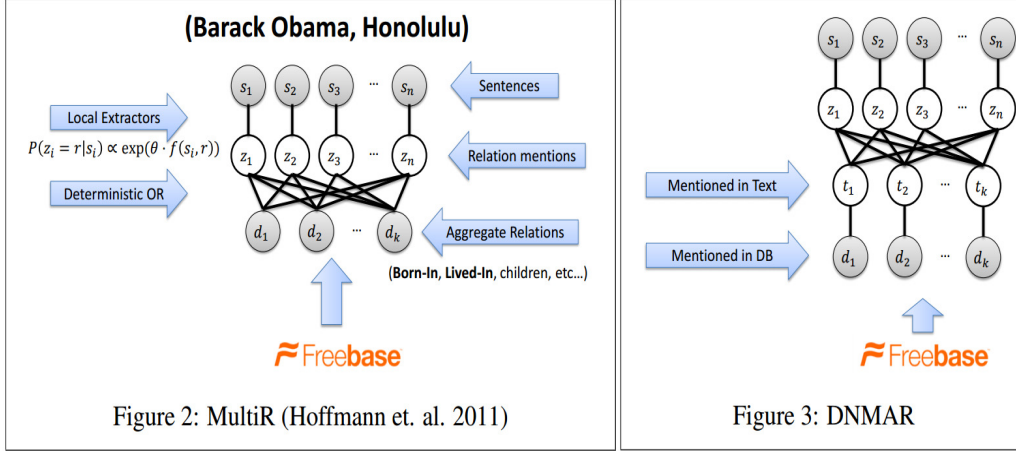 (Barack Obama, Honolulu)
s₁ s₂ s₃ ... sₙ
Sentences
Local Extractors
P(zᵢ = r|sᵢ) ∝ exp(θ · f(sᵢ, r))
z₁ z₂ z₃ ... zₙ
Relation mentions
Deterministic OR
d₁ d₂ ... dₖ
Aggregate Relations
(Born-In, Lived-In, children, etc...)
Freebase
Figure 2: MultiR (Hoffmann et. al. 2011)
s₁ s₂ s₃ ... sₙ
z₁ z₂ z₃ ... zₙ
Mentioned in Text
t₁ t₂ ... tₖ
Mentioned in DB
d₁ d₂ ... dₖ
Freebase
Figure 3: DNMAR